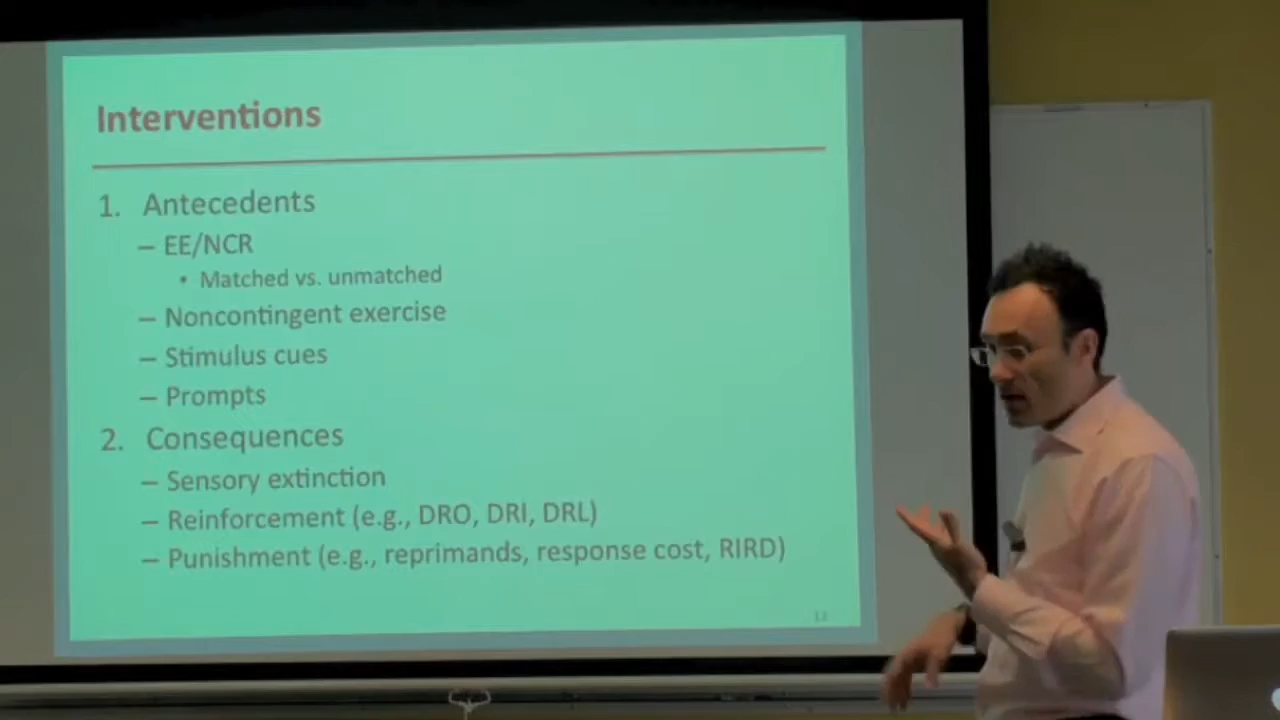 Interventions
1. Antecedents
– EE/NCR
• Matched vs. unmatched
– Noncontingent exercise
– Stimulus cues
– Prompts
2. Consequences
– Sensory extinction
– Reinforcement (e.g., DRO, DRI, DRL)
– Punishment (e.g., reprimands, response cost, RIRD)